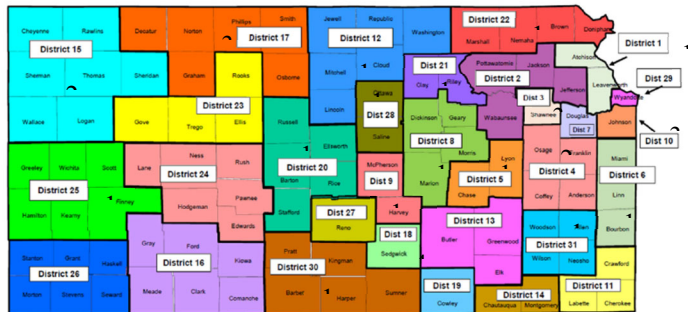 Cheyenne Rawlins Decatur Norton Phillips Smith Jewell Republic Washington District 22 Brown Doniphan
District 15 District 17 District 12 Marshall Nemaha Atchison District 1
Sherman Thomas Sheridan Graham Rooks Osborne Mitchell Cloud Dist 21 Pottawatomie Jackson District 2 Jefferson Leavenworth Dist 29
Clay Riley Wyandotte
District 23 Lincoln Ottawa Dist 28 Dist 3 Shawnee Douglas Dist 7 Johnson Dist 10
Wallace Logan Gove Trego Ellis Russell Saline Dickinson Geary Wabaunsee
Ellsworth District 8 Morris Osage Franklin Miami
Greeley Wichita Scott Lane Ness Rush District 20 McPherson Lyon District 4 District 6
District 25 District 24 Barton Rice Dist 9 Marion Chase District 5 Coffey Anderson Linn
Hamilton Kearny Finney Hodgeman Pawnee Stafford Dist 27 Reno Harvey
Edwards Dist 18 District 13 Woodson Allen Bourbon
Stanton Grant Haskell Gray Ford Kiowa Pratt Kingman Sedgwick Butler Greenwood District 31
District 26 District 16 District 30 Wilson Neosho Crawford
Morton Stevens Seward Meade Clark Comanche Barber Harper Sumner Dist 19 Cowley Elk District 14 District 11
Chautauqua Montgomery Labette Cherokee